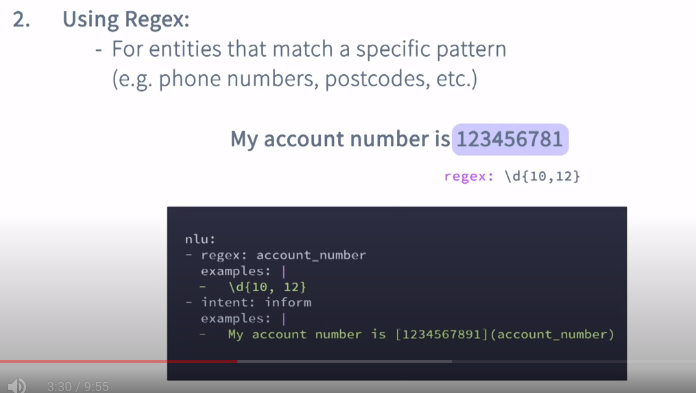 2. Using Regex:
- For entities that match a specific pattern
(e.g. phone numbers, postcodes, etc.)
My account number is 123456781
regex: \d{10,12}
nlu:
- regex: account_number
examples: |
- \d{10, 12}
- intent: inform
examples: |
- My account number is [1234567891](account_number)
3:30 / 9:55